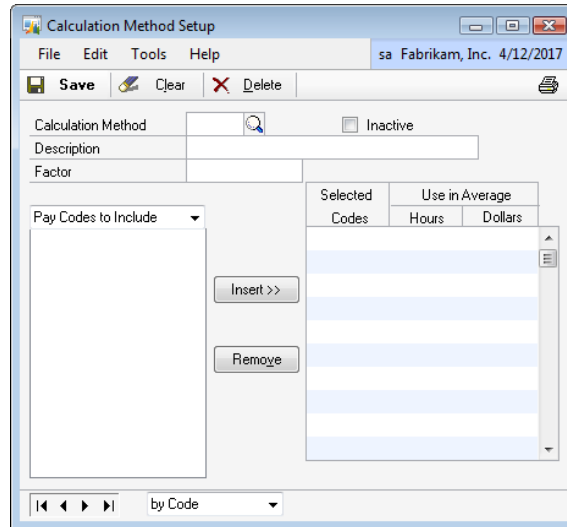 Calculation Method Setup
File Edit Tools Help sa Fabrikam, Inc. 4/12/2017
Save Clear Delete
Calculation Method Inactive
Description
Factor
Selected Use in Average
Pay Codes to Include Codes Hours Dollars
Insert >>
Remove
by Code